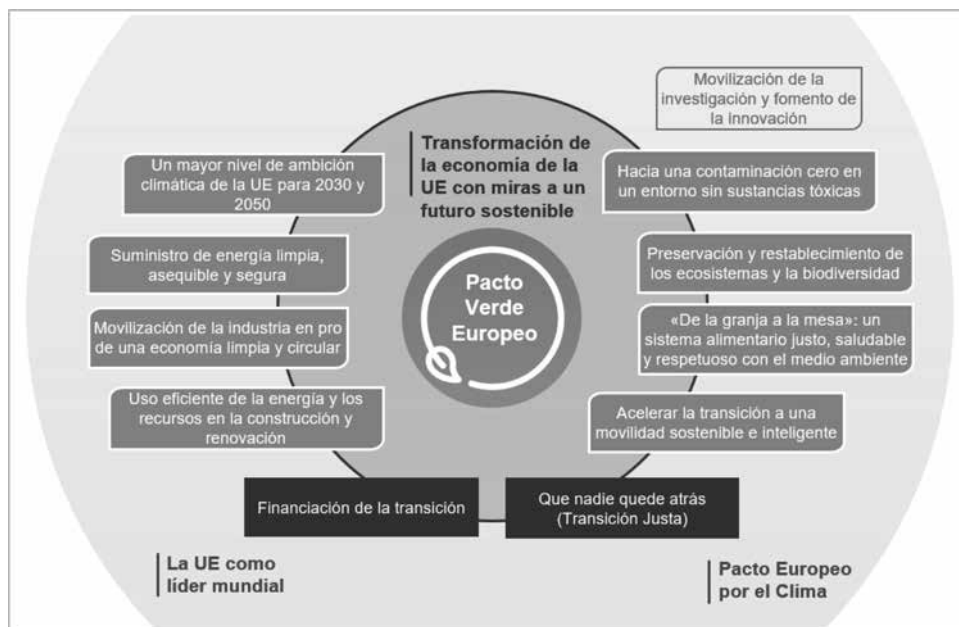 Movilización de la
investigación y fomento de
la innovación
Transformación de
la economía de la
UE con miras a un
futuro sostenible
Un mayor nivel de ambición
climática de la UE para 2030 y
2050
Hacia una contaminación cero en
un entorno sin sustancias tóxicas
Suministro de energía limpia,
asequible y segura
Preservación y restablecimiento de
los ecosistemas y la biodiversidad
Pacto
Verde
Europeo
Movilización de la industria en pro
de una economía limpia y circular
«De la granja a la mesa»: un
sistema alimentario justo, saludable
y respetuoso con el medio ambiente
Uso eficiente de la energía y los
recursos en la construcción y
renovación
Acelerar la transición a una
movilidad sostenible e inteligente
Financiación de la transición
Que nadie quede atrás
(Transición Justa)
La UE como
líder mundial
Pacto Europeo
por el Clima